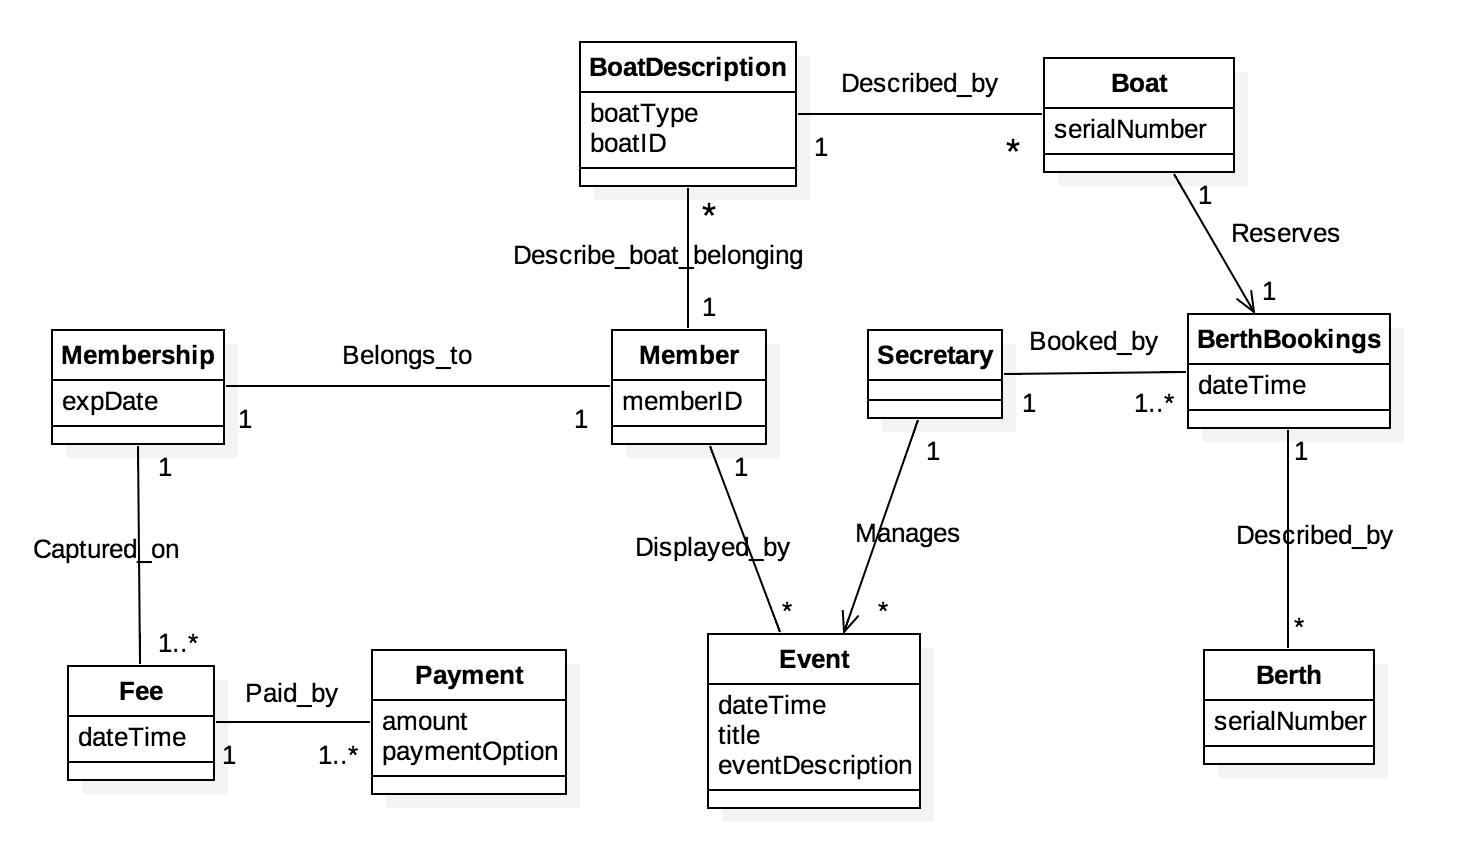 BoatDescription
boatType
boatID
Described_by
1
*
Boat
serialNumber
*
Describe_boat_belonging
1
1
Reserves
1
Membership
expDate
Belongs_to
1
1
Member
memberID
Secretary
Booked_by
1
1..*
BerthBookings
dateTime
1
Captured_on
1..*
1
Displayed_by
*
1
Manages
*
1
Described_by
*
Fee
dateTime
Paid_by
1
1..*
Payment
amount
paymentOption
Event
dateTime
title
eventDescription
Berth
serialNumber